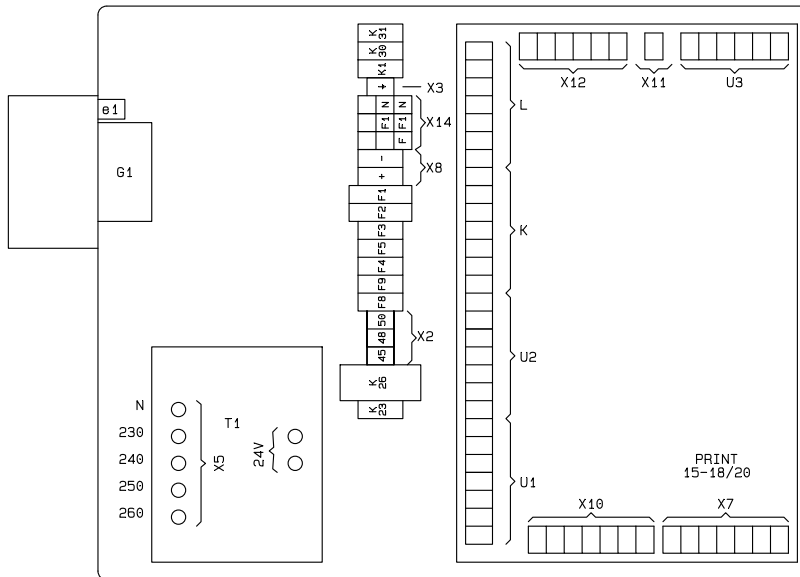 K 31
K 30
K1
X3
N N
F1 F1
F
X14
-
+
X8
F1
F2
F3
F5
F4
F9
F8
50
48
45
X2
K 26
K 23
e1
G1
N
230
240
250
260
X5
T1
24V
X12
X11
U3
L
K
U2
U1
PRINT
15-18/20
X10
X7